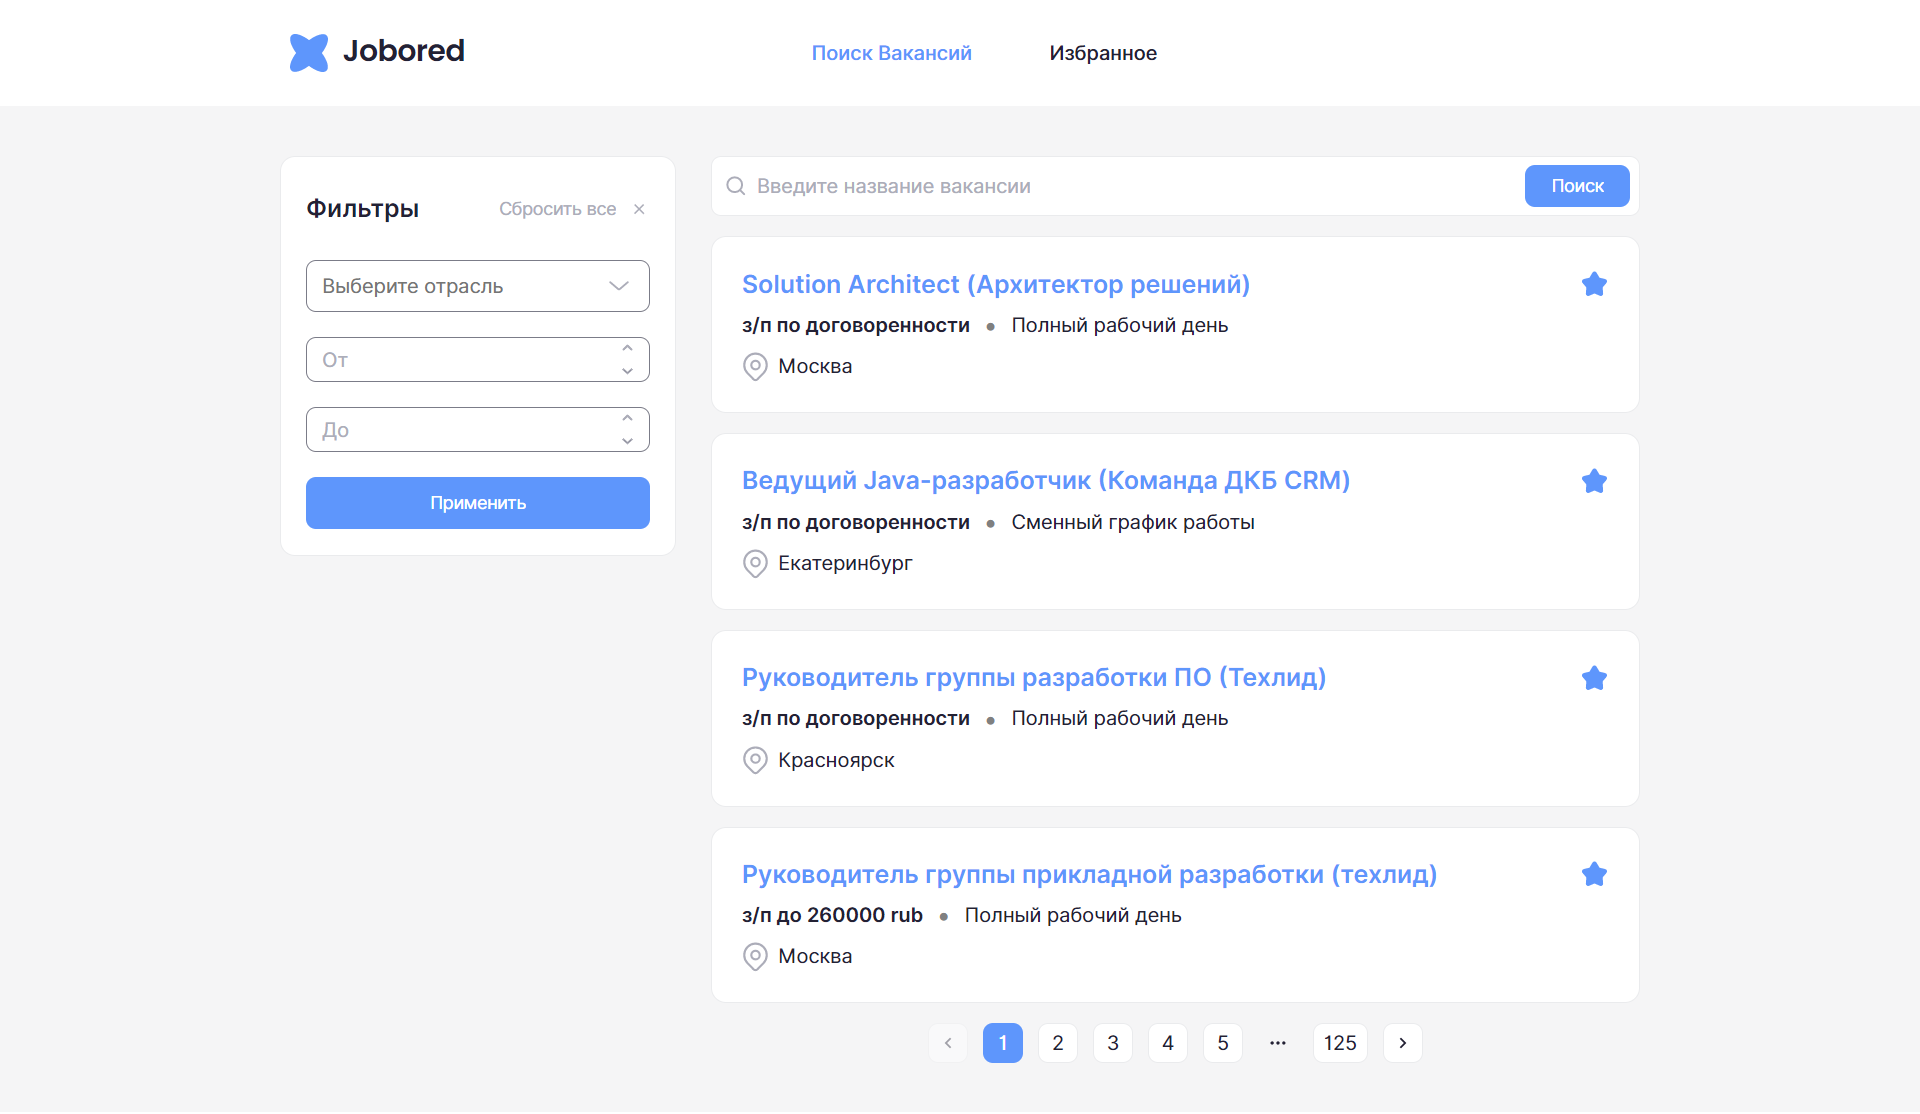 Jobored
Поиск Вакансий
Избранное
Фильтры
Сбросить все
Выберите отрасль
От
До
Применить
Введите название вакансии
Поиск
Solution Architect (Архитектор решений)
з/п по договоренности • Полный рабочий день
Москва
Ведущий Java-разработчик (Команда ДКБ CRM)
з/п по договоренности • Сменный график работы
Екатеринбург
Руководитель группы разработки ПО (Техлид)
з/п по договоренности • Полный рабочий день
Красноярск
Руководитель группы прикладной разработки (техлид)
з/п до 260000 rub • Полный рабочий день
Москва
1 2 3 4 5 ... 125